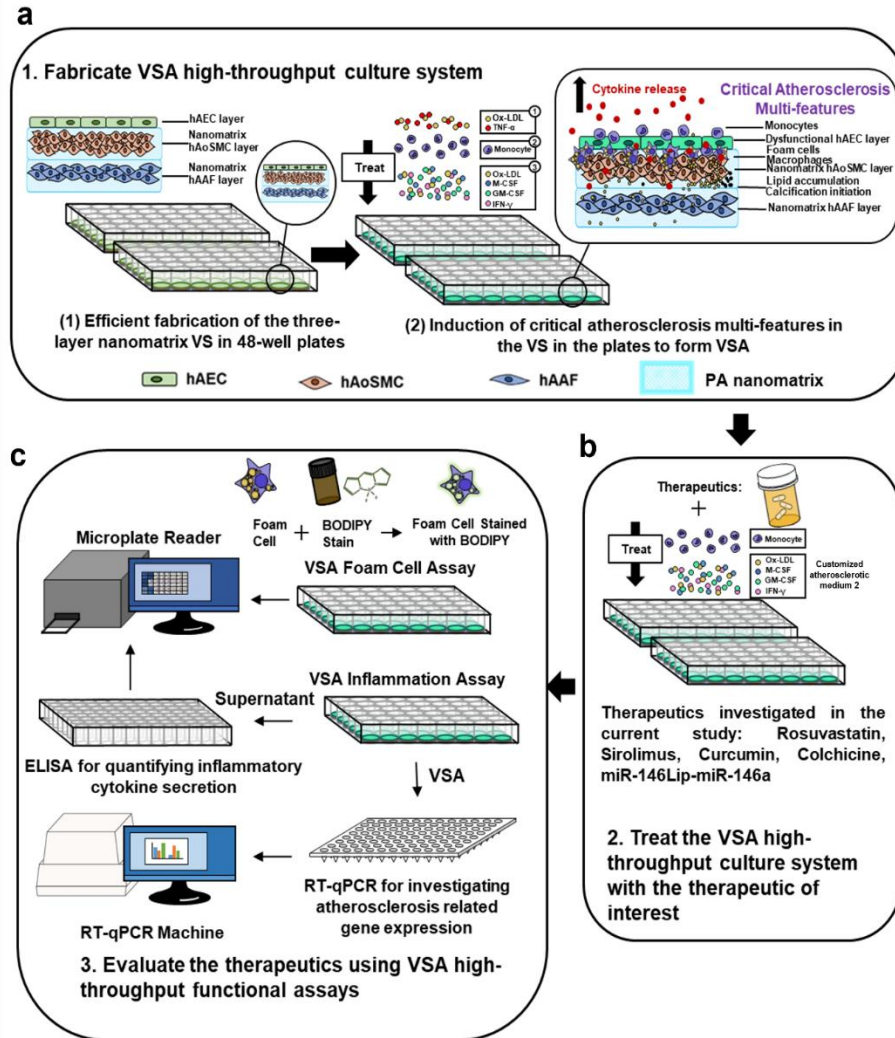 a
1. Fabricate VSA high-throughput culture system
hAEC layer
Nanomatrix
hAoSMC layer
Nanomatrix
hAAF layer
Treat
Ox-LDL
TNF-α
1
Monocyte
2
3
Ox-LDL
M-CSF
GM-CSF
IFN-γ
Cytokine release
Critical Atherosclerosis
Multi-features
Monocytes
Dysfunctional hAEC layer
Foam cells
Macrophages
Nanomatrix hAoSMC layer
Lipid accumulation
Calcification initiation
Nanomatrix hAAF layer
(1) Efficient fabrication of the three-
layer nanomatrix VS in 48-well plates
(2) Induction of critical atherosclerosis multi-features in
the VS in the plates to form VSA
hAEC
hAoSMC
hAAF
PA nanomatrix
b
Therapeutics:
+
Treat
Monocyte
Ox-LDL
M-CSF
GM-CSF
IFN-γ
Customized
atherosclerotic
medium 2
Therapeutics investigated in the
current study: Rosuvastatin,
Sirolimus, Curcumin, Colchicine,
miR-146Lip-miR-146a
2. Treat the VSA high-
throughput culture system
with the therapeutic of
interest
c
Foam
Cell
+
BODIPY
Stain
Foam Cell Stained
with BODIPY
Microplate Reader
VSA Foam Cell Assay
VSA Inflammation Assay
Supernatant
ELISA for quantifying inflammatory
cytokine secretion
VSA
RT-qPCR for investigating
atherosclerosis related
gene expression
RT-qPCR Machine
3. Evaluate the therapeutics using VSA high-
throughput functional assays